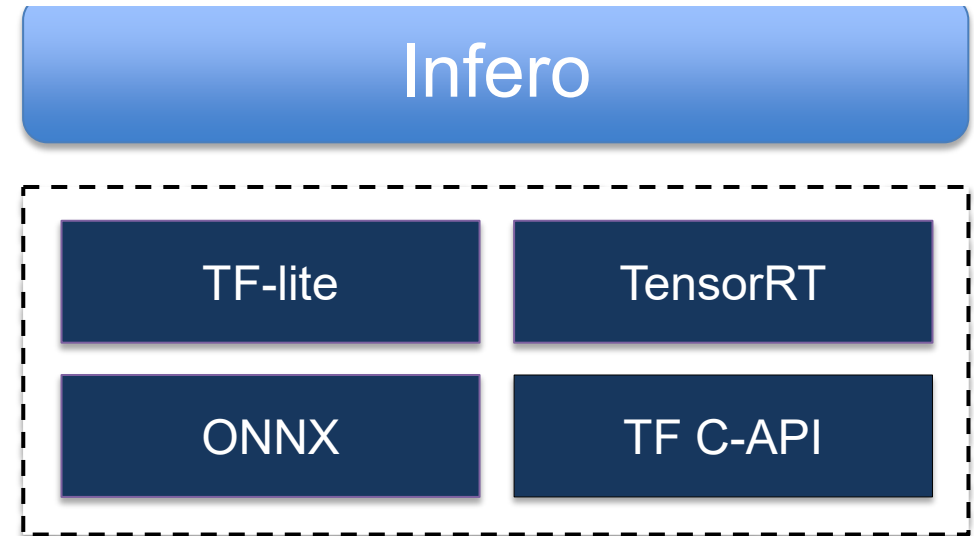 Infero
TF-lite
TensorRT
ONNX
TF C-API